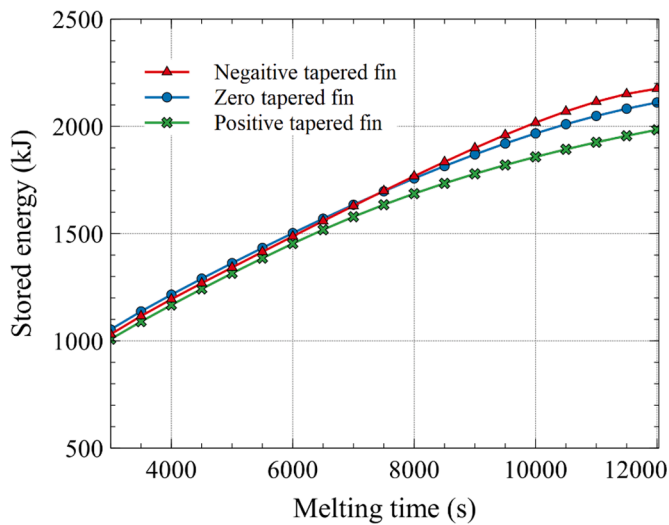 2500
2000
1500
1000
500
Stored energy (kJ)
Negaitive tapered fin
Zero tapered fin
Positive tapered fin
4000 6000 8000 10000 12000
Melting time (s)